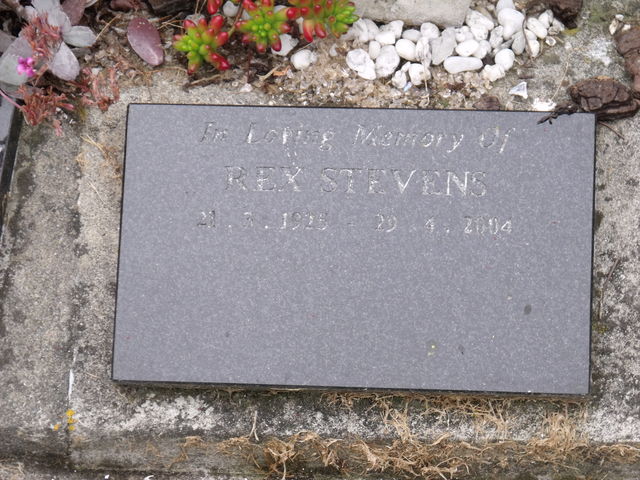 In Loving Memory Of
REX STEVENS
21 . 3 . 1925 - 29 . 4 . 2004